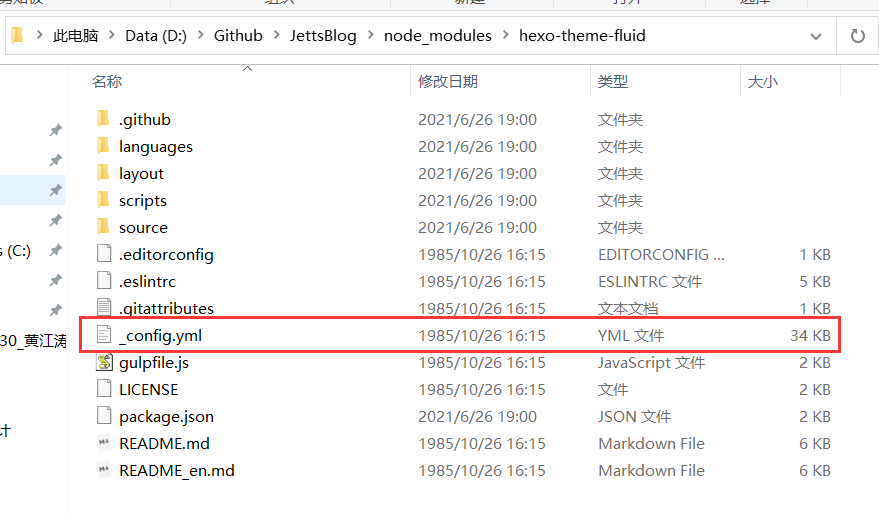 此电脑 > Data (D:) > Github > JettsBlog > node_modules > hexo-theme-fluid
名称 修改日期 类型 大小
.github 2021/6/26 19:00 文件夹
languages 2021/6/26 19:00 文件夹
layout 2021/6/26 19:00 文件夹
scripts 2021/6/26 19:00 文件夹
source 2021/6/26 19:00 文件夹
s (C:) .editorconfig 1985/10/26 16:15 EDITORCONFIG ... 1 KB
.eslintrc 1985/10/26 16:15 ESLINTRC 文件 5 KB
.gitattributes 1985/10/26 16:15 文本文档 1 KB
30_黄江涛 _config.yml 1985/10/26 16:15 YML 文件 34 KB
gulpfile.js 1985/10/26 16:15 JavaScript 文件 2 KB
LICENSE 1985/10/26 16:15 文件 2 KB
package.json 2021/6/26 19:00 JSON 文件 2 KB
计 README.md 1985/10/26 16:15 Markdown File 6 KB
README_en.md 1985/10/26 16:15 Markdown File 6 KB